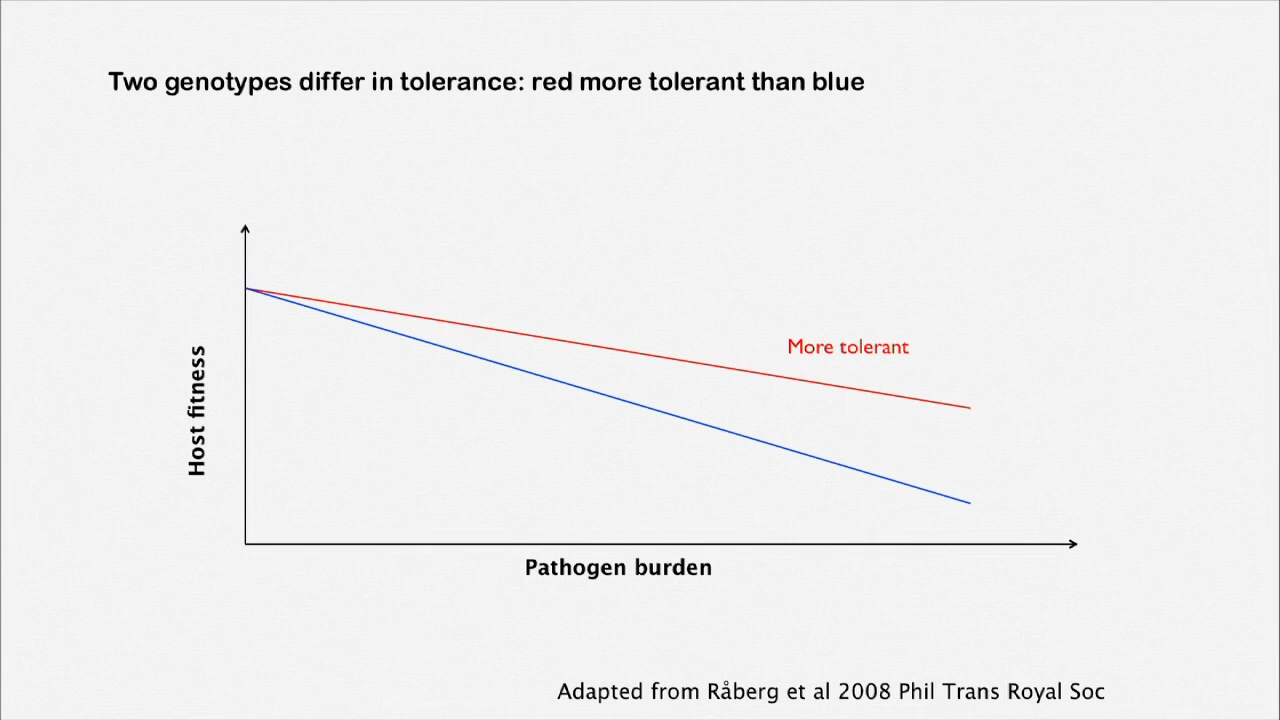 Two genotypes differ in tolerance: red more tolerant than blue
More tolerant
Host fitness
Pathogen burden
Adapted from Råberg et al 2008 Phil Trans Royal Soc